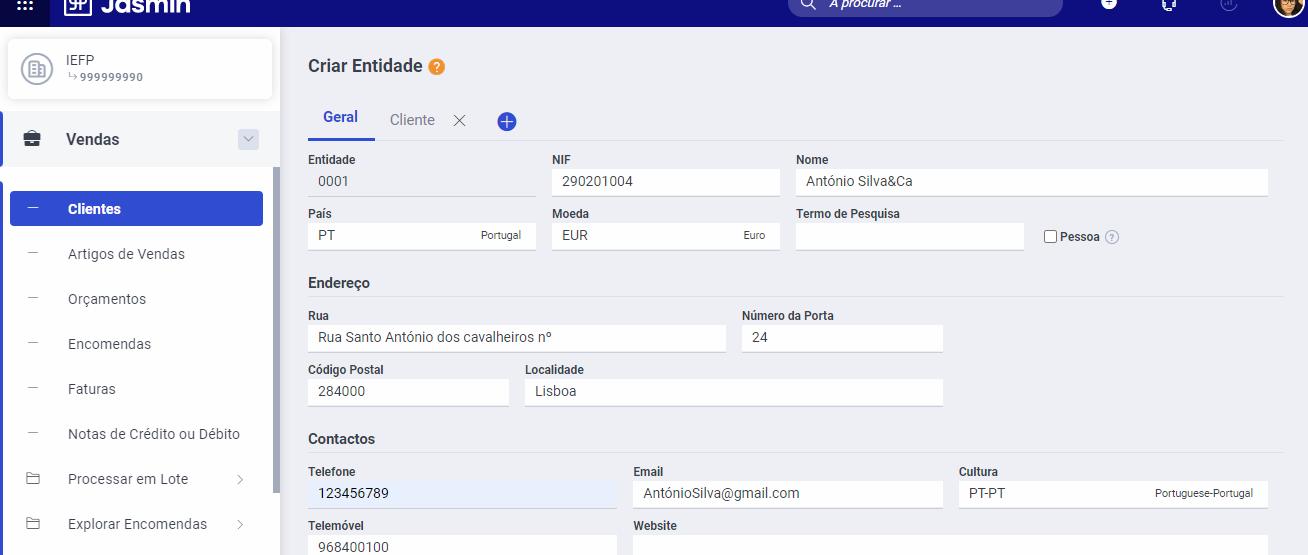 Jasmin
A procurar ...
IEFP
999999990
Vendas
Clientes
Artigos de Vendas
Orçamentos
Encomendas
Faturas
Notas de Crédito ou Débito
Processar em Lote
Explorar Encomendas
Criar Entidade ?
Geral Cliente
Entidade NIF Nome
0001 290201004 António Silva&Ca
País Moeda Termo de Pesquisa
PT Portugal EUR Euro Pessoa ?
Endereço
Rua Número da Porta
Rua Santo António dos cavalheiros nº 24
Código Postal Localidade
284000 Lisboa
Contactos
Telefone Email Cultura
123456789 AntónioSilva@gmail.com PT-PT Portuguese-Portugal
Telemóvel Website
968400100